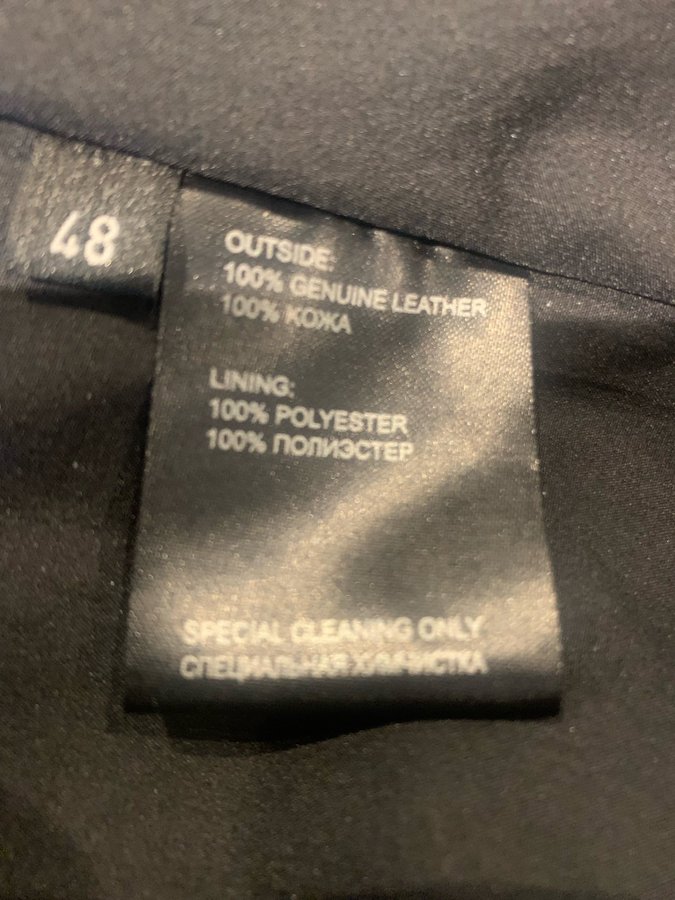 48
OUTSIDE:
100% GENUINE LEATHER
100% КОЖА
LINING:
100% POLYESTER
100% ПОЛИЭСТЕР
SPECIAL CLEANING ONLY
СПЕЦИАЛЬНАЯ ХИМЧИСТКА